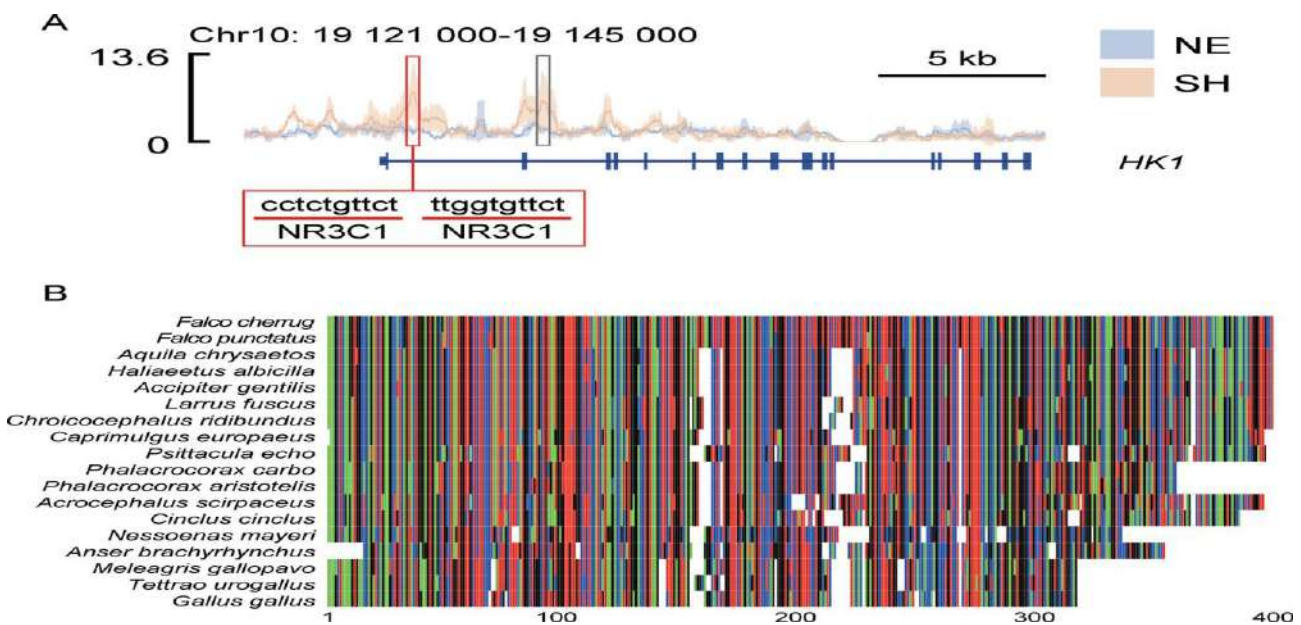 A
Chr10: 19 121 000-19 145 000
13.6
0
5 kb
NE
SH
HK1
cctctgttct ttggtgttct
NR3C1 NR3C1
B
Falco cherrug
Falco punctatus
Aquila chrysaetos
Haliaeetus albicilla
Accipiter gentilis
Larrus fuscus
Chroicocephalus ridibundus
Caprimulgus europaeus
Psittacula echo
Phalacrocorax carbo
Phalacrocorax aristotelis
Acrocephalus scirpaceus
Cinclus cinclus
Nessoenas mayeri
Anser brachyrhynchus
Meleagris gallopavo
Tettrao urogallus
Gallus gallus
1 100 200 300 400